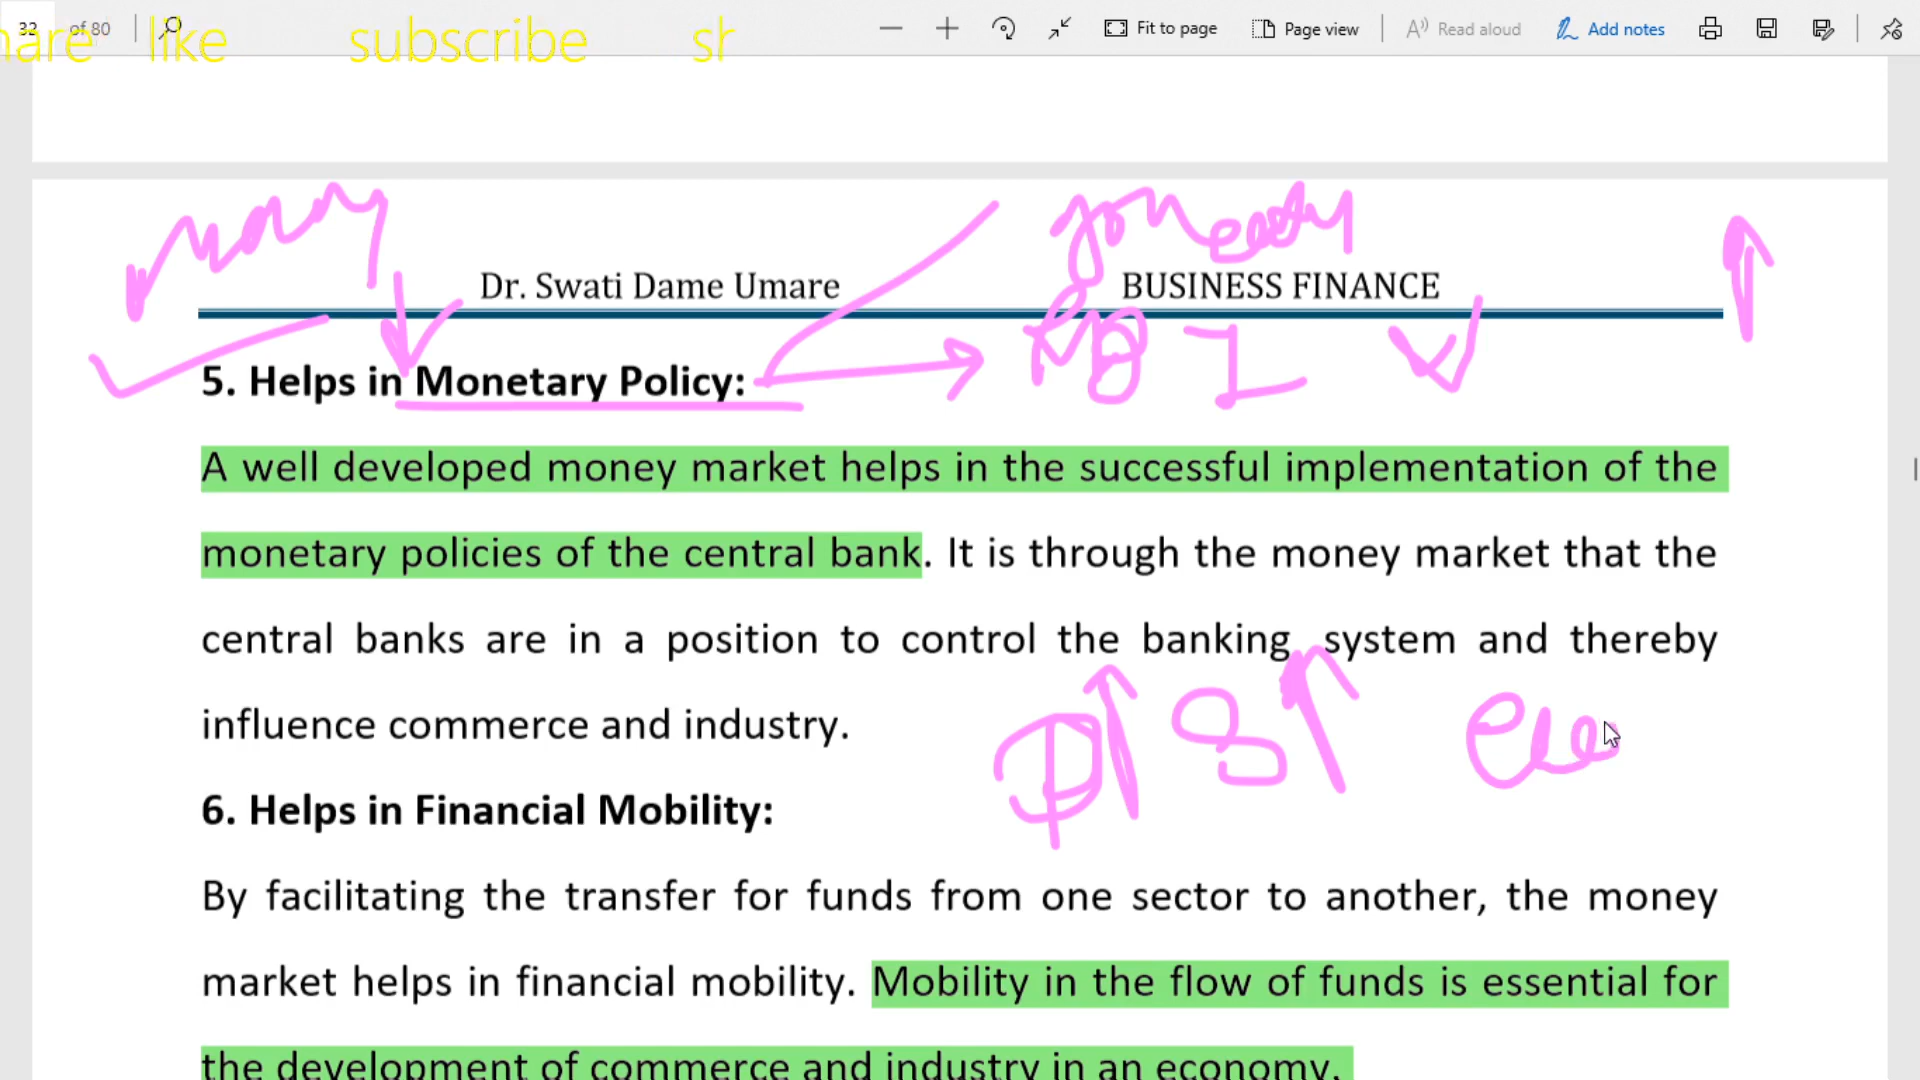 32 of 80 Fit to page Page view Read aloud Add notes
hare like subscribe sh
money
Dr. Swati Dame Umare BUSINESS FINANCE
5. Helps in Monetary Policy:
A well developed money market helps in the successful implementation of the
monetary policies of the central bank. It is through the money market that the
central banks are in a position to control the banking system and thereby
influence commerce and industry.
D S
6. Helps in Financial Mobility:
By facilitating the transfer for funds from one sector to another, the money
market helps in financial mobility. Mobility in the flow of funds is essential for
the development of commerce and industry in an economy.